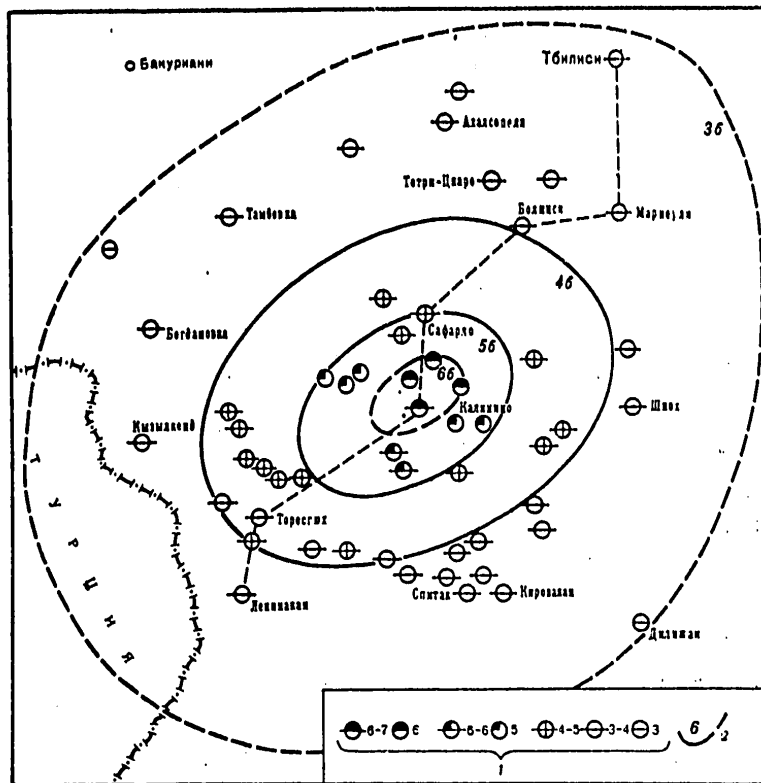 Бакуриани
Тбилиси
Ахалсопели
3б
Тетри-Цкаро
Тамбовка
Болниси
Марнеули
4б
Сафарло
Богдановка
5б
6б
Калинино
Шнох
Кызылкенд
Торосгюх
ТУРЦИЯ
Ленинакан
Спитак
Кировакан
Дилижан
6-7 6 5-6 5 4-5 3-4 3 6
1 2